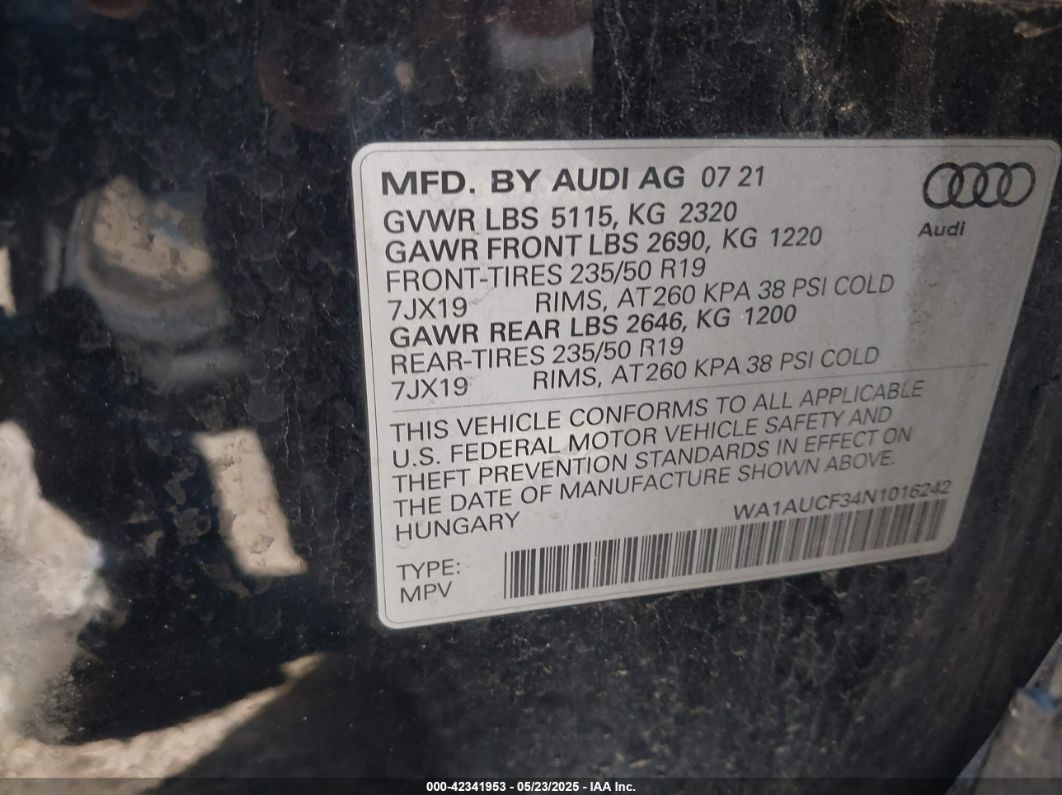 MFD. BY AUDI AG 07 21
Audi
GVWR LBS 5115, KG 2320
GAWR FRONT LBS 2690, KG 1220
FRONT-TIRES 235/50 R19
7JX19 RIMS, AT260 KPA 38 PSI COLD
GAWR REAR LBS 2646, KG 1200
REAR-TIRES 235/50 R19
7JX19 RIMS, AT260 KPA 38 PSI COLD
THIS VEHICLE CONFORMS TO ALL APPLICABLE
U.S. FEDERAL MOTOR VEHICLE SAFETY AND
THEFT PREVENTION STANDARDS IN EFFECT ON
THE DATE OF MANUFACTURE SHOWN ABOVE.
HUNGARY WA1AUCF34N1016242
TYPE:
MPV
000-42341953 - 05/23/2025 - IAA Inc.